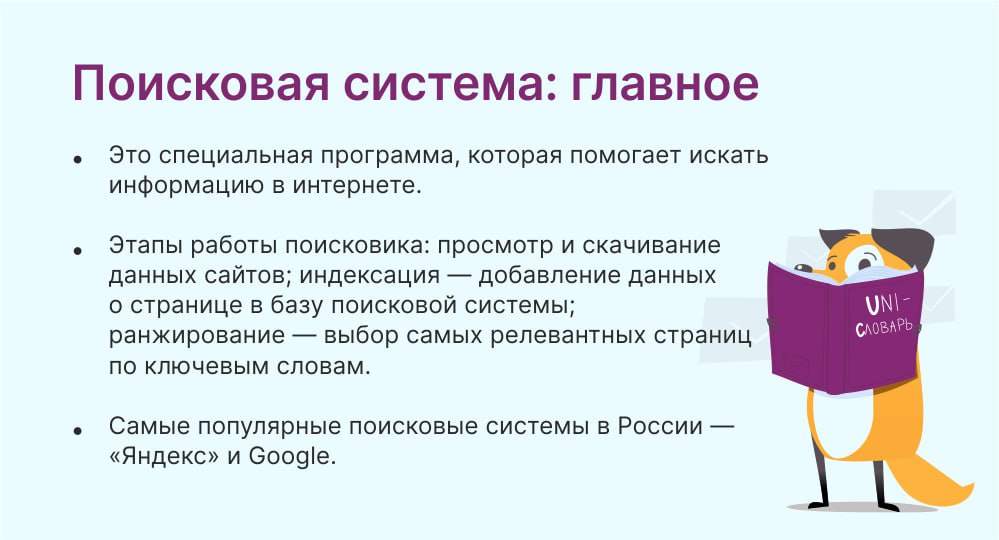 Поисковая система: главное
• Это специальная программа, которая помогает искать
информацию в интернете.
• Этапы работы поисковика: просмотр и скачивание
данных сайтов; индексация — добавление данных
о странице в базу поисковой системы;
ранжирование — выбор самых релевантных страниц
по ключевым словам.
• Самые популярные поисковые системы в России —
«Яндекс» и Google.
UNI-
СЛОВАРЬ